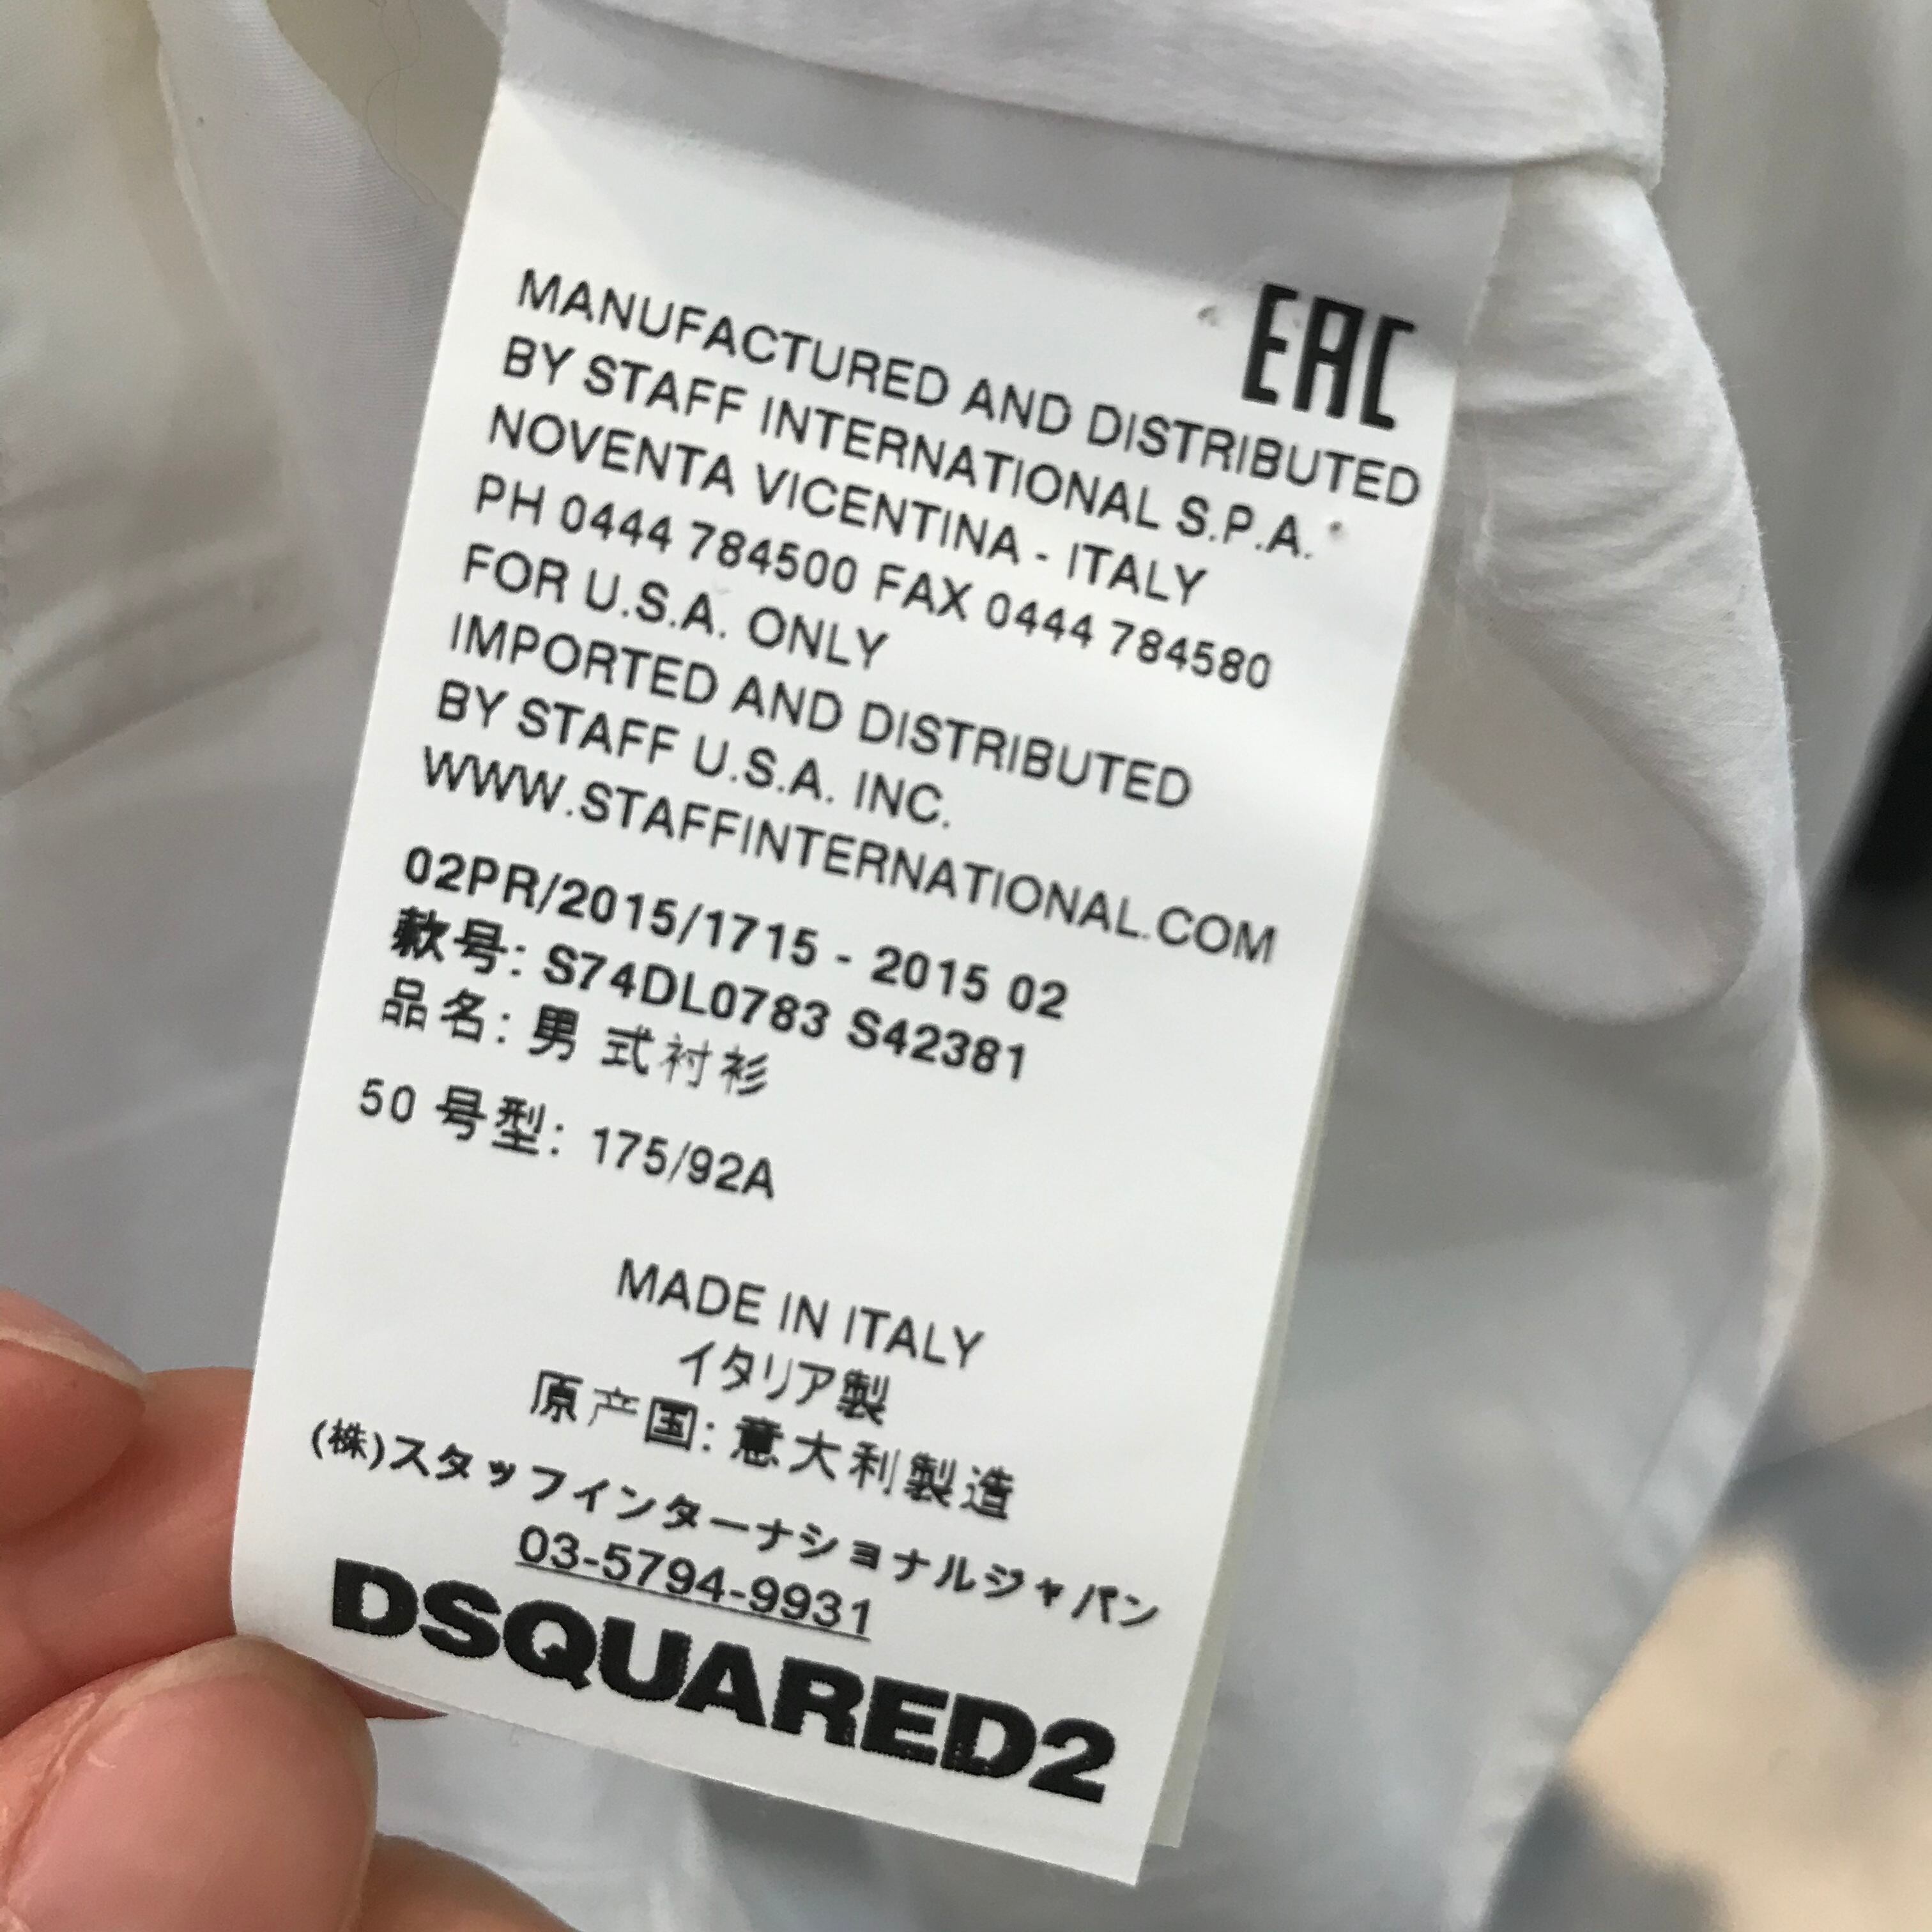 EAC
MANUFACTURED AND DISTRIBUTED
BY STAFF INTERNATIONAL S.P.A.
NOVENTA VICENTINA - ITALY
PH 0444 784500 FAX 0444 784580
FOR U.S.A. ONLY
IMPORTED AND DISTRIBUTED
BY STAFF U.S.A. INC.
WWW.STAFFINTERNATIONAL.COM
02PR/2015/1715 - 2015 02
款号: S74DL0783 S42381
品名: 男 式衬衫
50 号型: 175/92A
MADE IN ITALY
イタリア製
原产国: 意大利製造
(株)スタッフインターナショナルジャパン
03-5794-9931
DSQUARED2